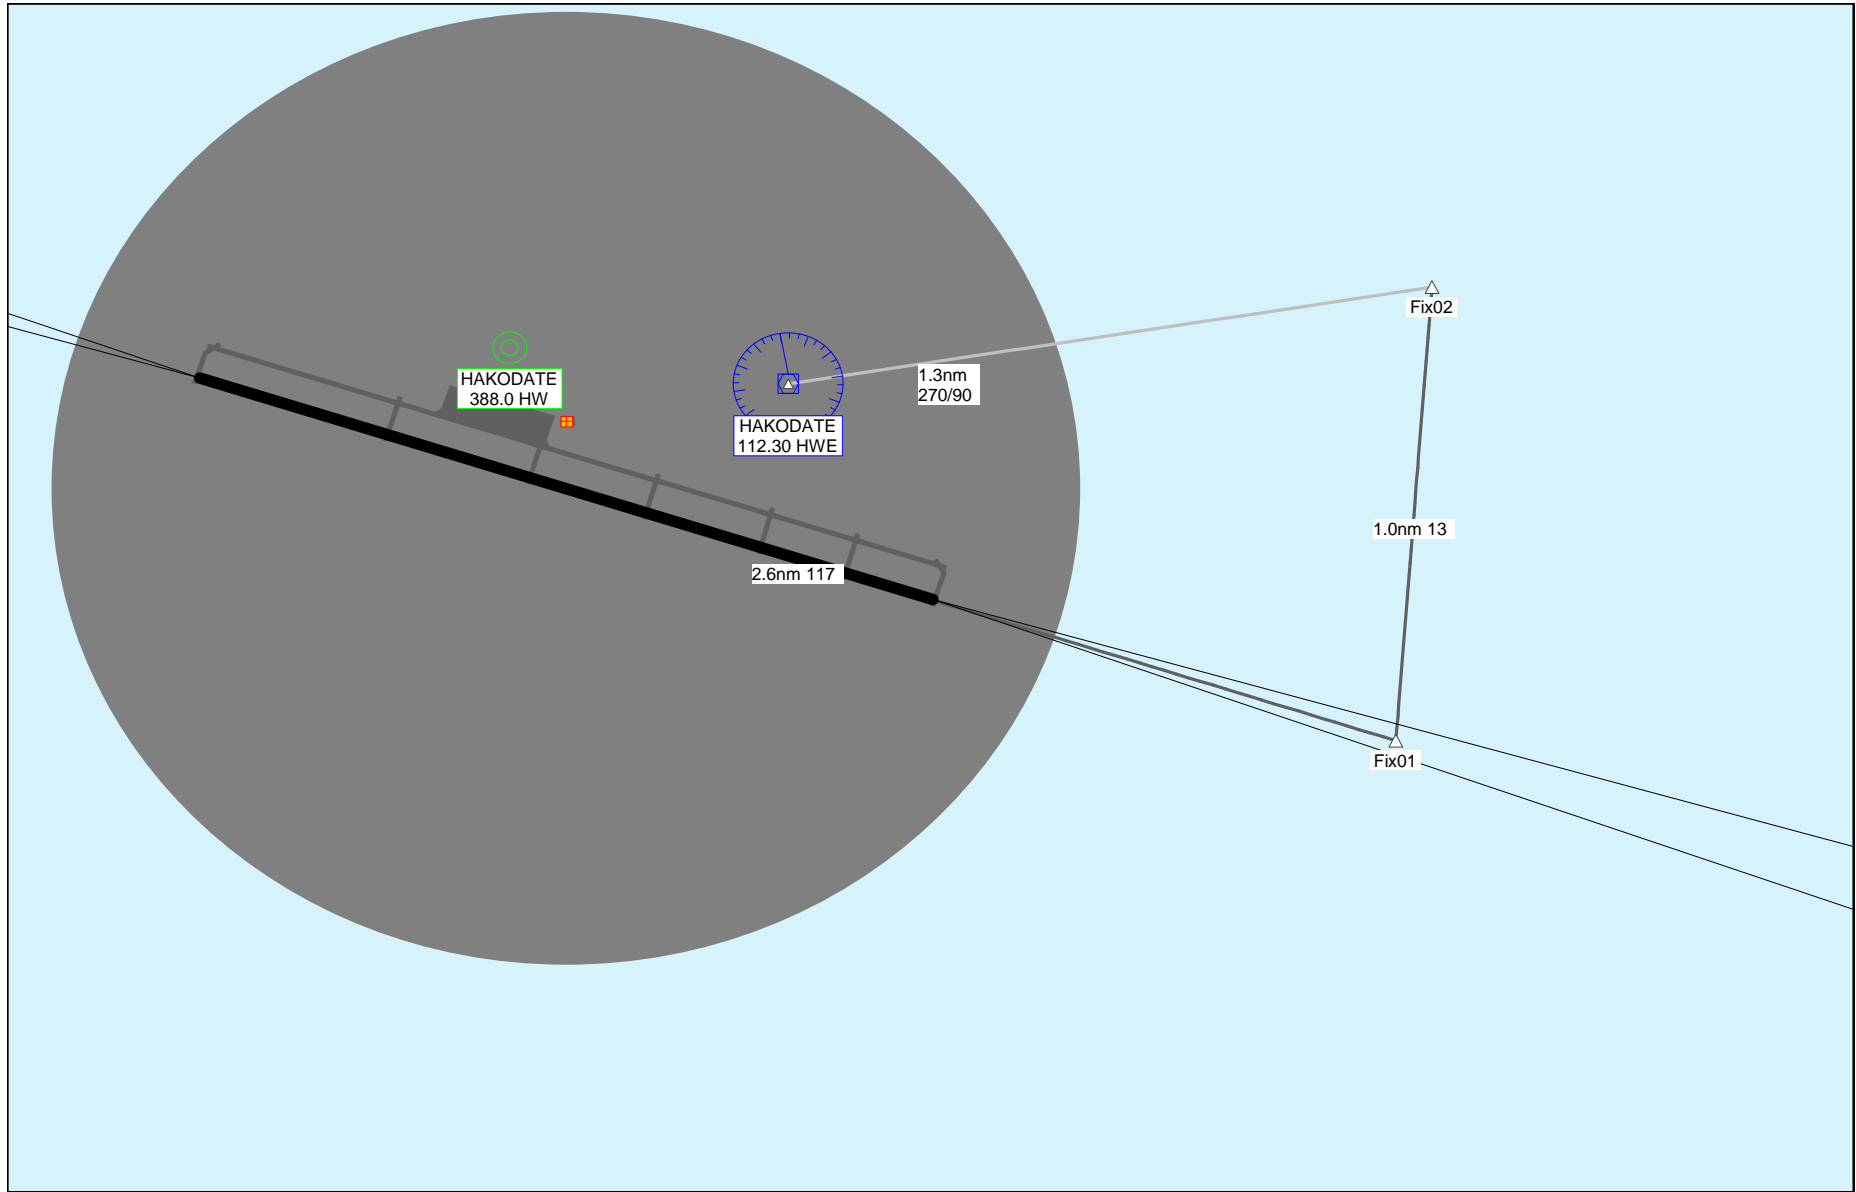 Fix02
HAKODATE
388.0 HW
1.3nm
270/90
HAKODATE
112.30 HWE
1.0nm 13
2.6nm 117
Fix01